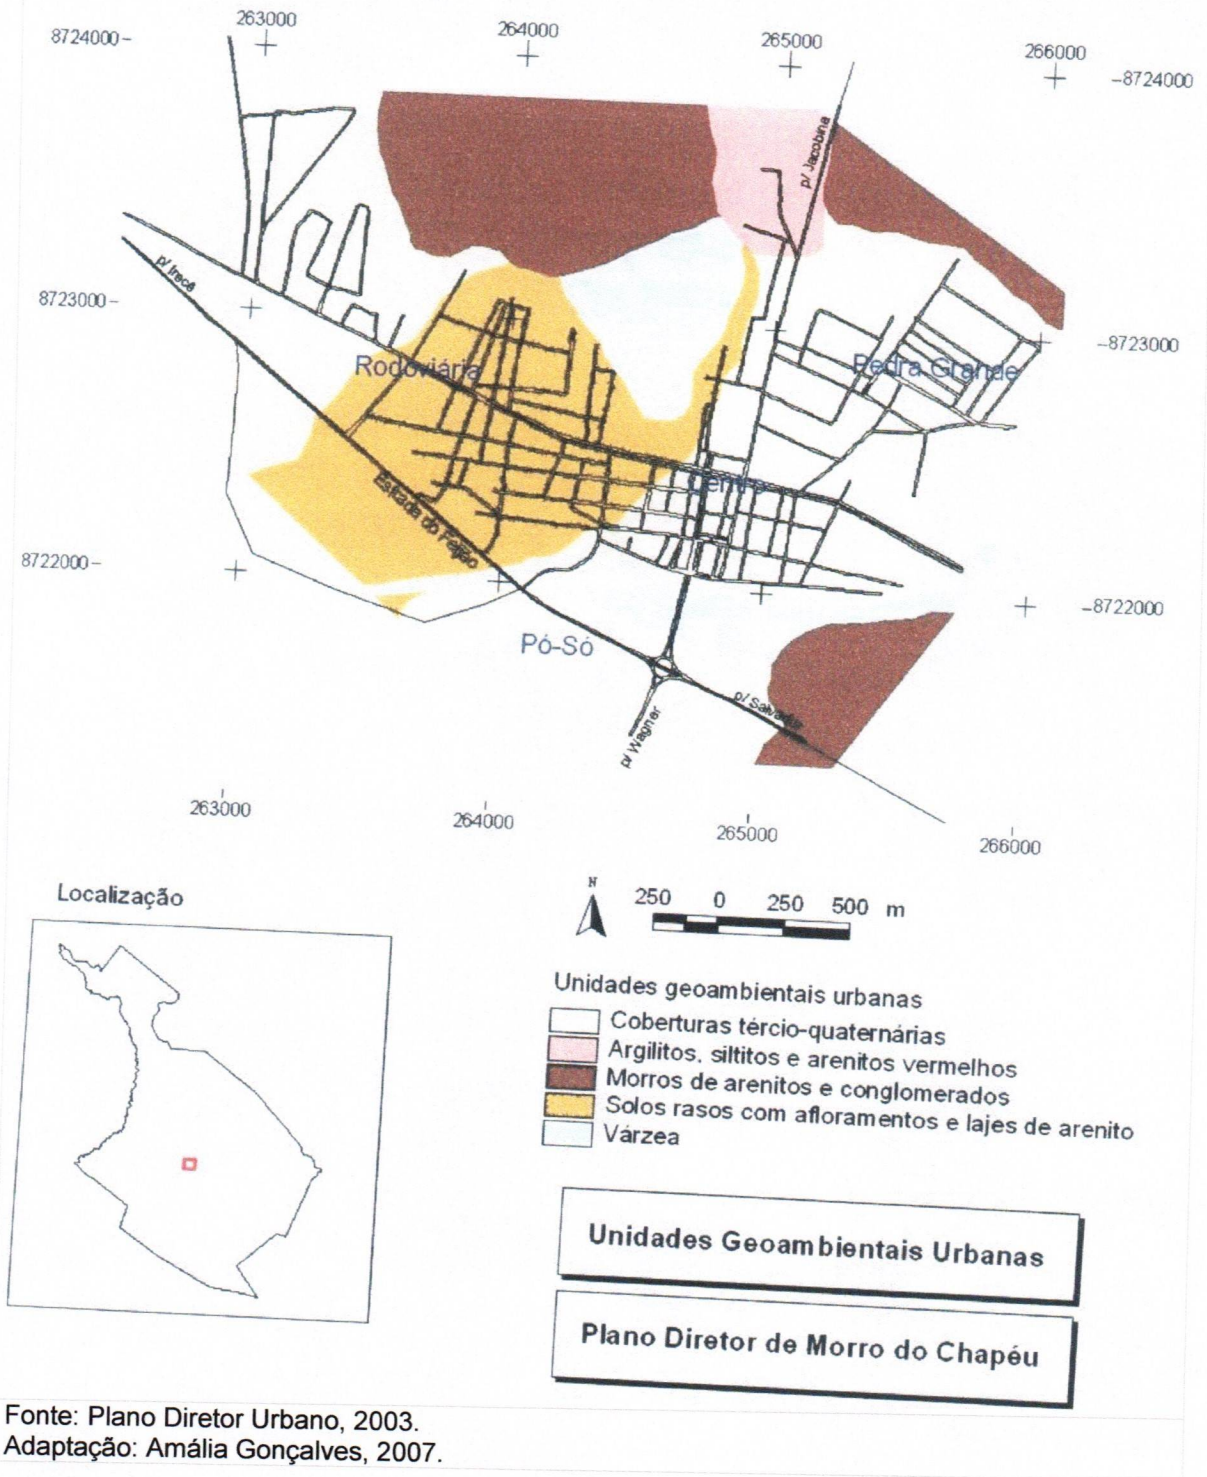 263000
264000
265000
266000
8724000
8724000
p/ Jacobina
p/ Irecê
8723000
8723000
Rodoviária
Pedra Grande
Centro
Estrada do Feijão
8722000
8722000
Pó-Só
p/ Salvador
p/ Wagner
263000
264000
265000
266000
Localização
N
250 0 250 500 m
Unidades geoambientais urbanas
Coberturas tércio-quaternárias
Argilitos, siltitos e arenitos vermelhos
Morros de arenitos e conglomerados
Solos rasos com afloramentos e lajes de arenito
Várzea
Unidades Geoambientais Urbanas
Plano Diretor de Morro do Chapéu
Fonte: Plano Diretor Urbano, 2003.
Adaptação: Amália Gonçalves, 2007.